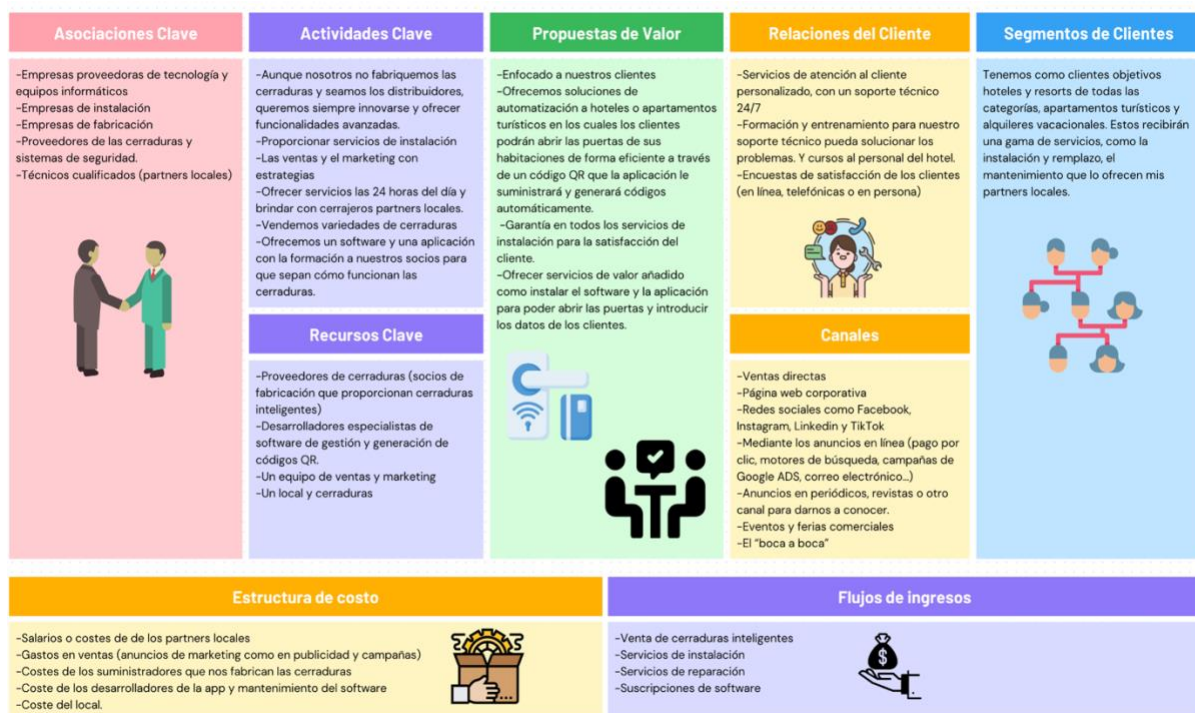 Asociaciones Clave
-Empresas proveedoras de tecnología y
equipos informáticos
-Empresas de instalación
-Empresas de fabricación
-Proveedores de las cerraduras y
sistemas de seguridad.
-Técnicos cualificados (partners locales)
Actividades Clave
-Aunque nosotros no fabriquemos las
cerraduras y seamos los distribuidores,
queremos siempre innovarse y ofrecer
funcionalidades avanzadas.
-Proporcionar servicios de instalación
-Las ventas y el marketing con
estrategias
-Ofrecer servicios las 24 horas del día y
brindar con cerrajeros partners locales.
-Vendemos variedades de cerraduras
-Ofrecemos un software y una aplicación
con la formación a nuestros socios para
que sepan cómo funcionan las
cerraduras.
Recursos Clave
-Proveedores de cerraduras (socios de
fabricación que proporcionan cerraduras
inteligentes)
-Desarrolladores especialistas de
software de gestión y generación de
códigos QR.
-Un equipo de ventas y marketing
-Un local y cerraduras
Propuestas de Valor
-Enfocado a nuestros clientes
-Ofrecemos soluciones de
automatización a hoteles o apartamentos
turísticos en los cuales los clientes
podrán abrir las puertas de sus
habitaciones de forma eficiente a través
de un código QR que la aplicación le
suministrará y generará códigos
automáticamente.
-Garantía en todos los servicios de
instalación para la satisfacción del
cliente.
-Ofrecer servicios de valor añadido
como instalar el software y la aplicación
para poder abrir las puertas y introducir
los datos de los clientes.
Relaciones del Cliente
-Servicios de atención al cliente
personalizado, con un soporte técnico
24/7
-Formación y entrenamiento para nuestro
soporte técnico pueda solucionar los
problemas. Y cursos al personal del hotel.
-Encuestas de satisfacción de los clientes
(en línea, telefónicas o en persona)
Canales
-Ventas directas
-Página web corporativa
-Redes sociales como Facebook,
Instagram, Linkedin y TikTok
-Mediante los anuncios en línea (pago por
clic, motores de búsqueda, campañas de
Google ADS, correo electrónico...)
-Anuncios en periódicos, revistas o otro
canal para darnos a conocer.
-Eventos y ferias comerciales
-El "boca a boca"
Segmentos de Clientes
Tenemos como clientes objetivos
hoteles y resorts de todas las
categorías, apartamentos turísticos y
alquileres vacacionales. Estos recibirán
una gama de servicios, como la
instalación y remplazo, el
mantenimiento que lo ofrecen mis
partners locales.
Estructura de costo
-Salarios o costes de de los partners locales
-Gastos en ventas (anuncios de marketing como en publicidad y campañas)
-Costes de los suministradores que nos fabrican las cerraduras
-Coste de los desarrolladores de la app y mantenimiento del software
-Coste del local.
Flujos de ingresos
-Venta de cerraduras inteligentes
-Servicios de instalación
-Servicios de reparación
-Suscripciones de software
$